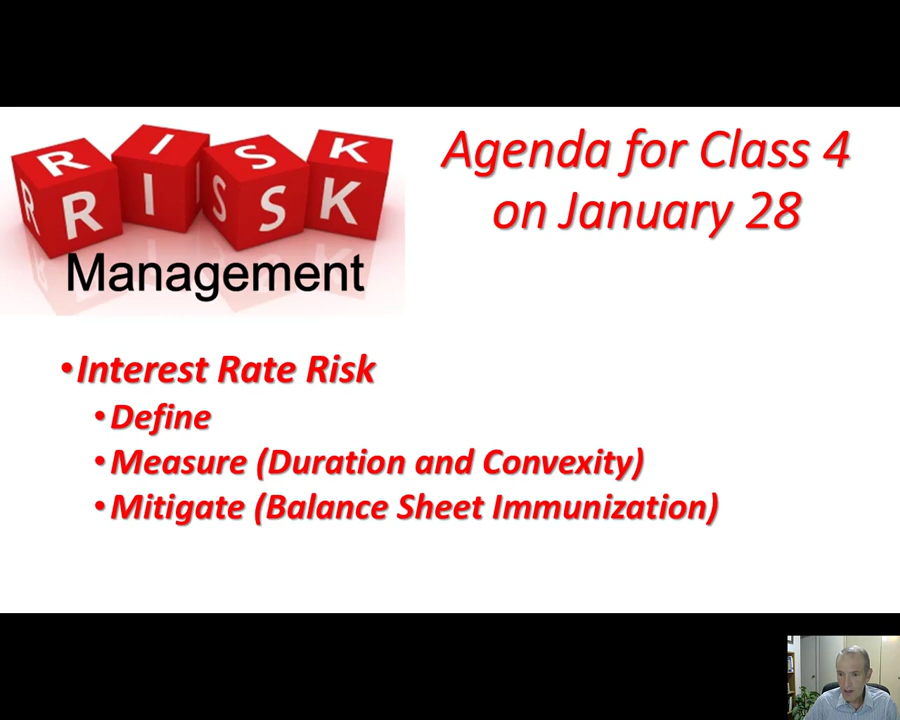 RISK
RISK
Management
Agenda for Class 4
on January 28
•Interest Rate Risk
•Define
•Measure (Duration and Convexity)
•Mitigate (Balance Sheet Immunization)